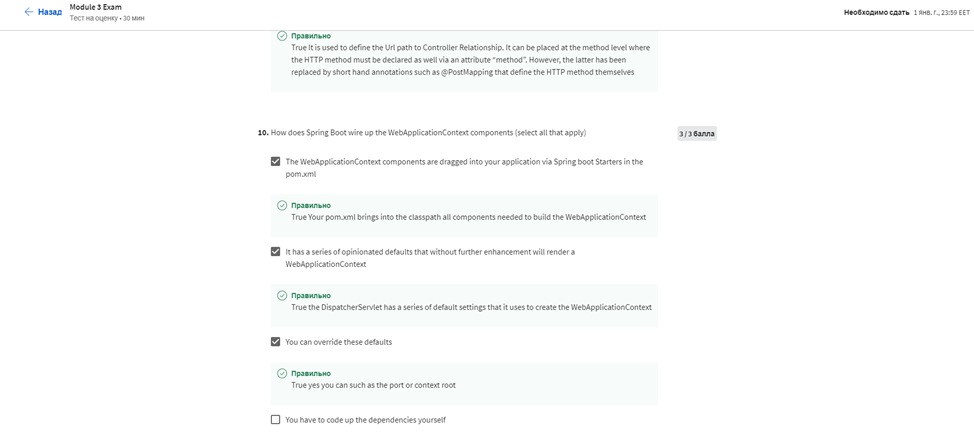 Назад
Module 3 Exam
Тест на оценку • 30 мин
Необходимо сдать 1 янв. г., 23:59 EET
Правильно
True It is used to define the Url path to Controller Relationship. It can be placed at the method level where
the HTTP method must be declared as well via an attribute “method”. However, the latter has been
replaced by short hand annotations such as @PostMapping that define the HTTP method themselves
10. How does Spring Boot wire up the WebApplicationContext components (select all that apply)
3 / 3 балла
The WebApplicationContext components are dragged into your application via Spring boot Starters in the
pom.xml
Правильно
True Your pom.xml brings into the classpath all components needed to build the WebApplicationContext
It has a series of opinionated defaults that without further enhancement will render a
WebApplicationContext
Правильно
True the DispatcherServlet has a series of default settings that it uses to create the WebApplicationContext
You can override these defaults
Правильно
True yes you can such as the port or context root
You have to code up the dependencies yourself